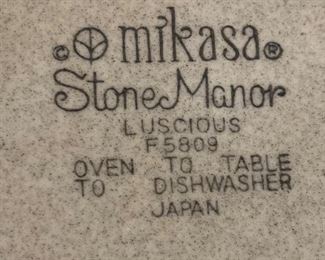 © mikasa®
Stone Manor
LUSCIOUS
F5809
OVEN TO TABLE
TO DISHWASHER
JAPAN